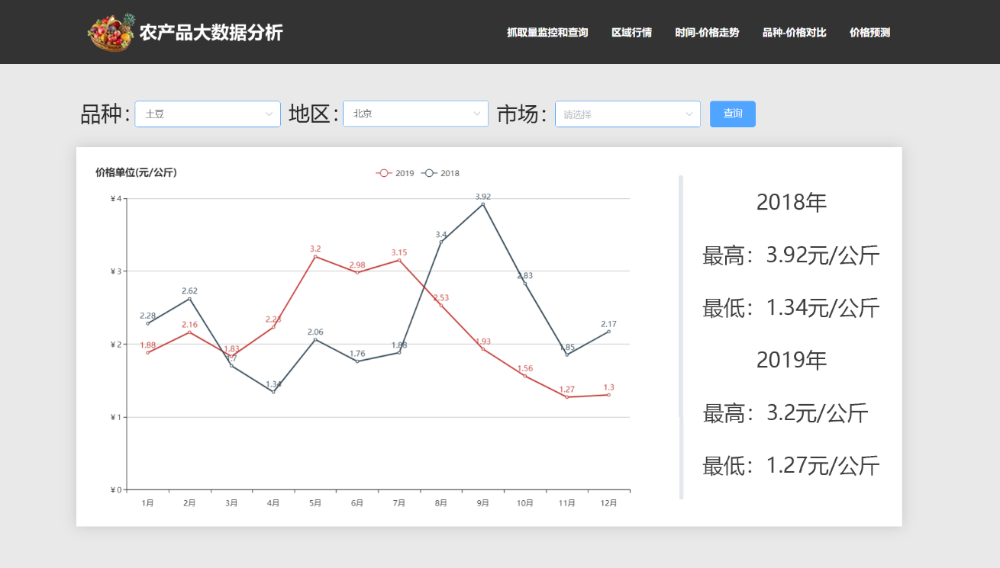 农产品大数据分析
抓取量监控和查询 区域行情 时间-价格走势 品种-价格对比 价格预测
品种: 土豆 地区: 北京 市场: 请选择 查询
价格单位(元/公斤)
2019 2018
¥4
¥3
¥2
¥1
¥0
2.28 2.62 1.34 2.06 1.76 1.88 3.4 3.92 2.83 1.85 2.17
1.88 2.16 1.83 2.23 3.2 2.98 3.15 2.53 1.93 1.56 1.27 1.3
1月 2月 3月 4月 5月 6月 7月 8月 9月 10月 11月 12月
2018年
最高：3.92元/公斤
最低：1.34元/公斤
2019年
最高：3.2元/公斤
最低：1.27元/公斤